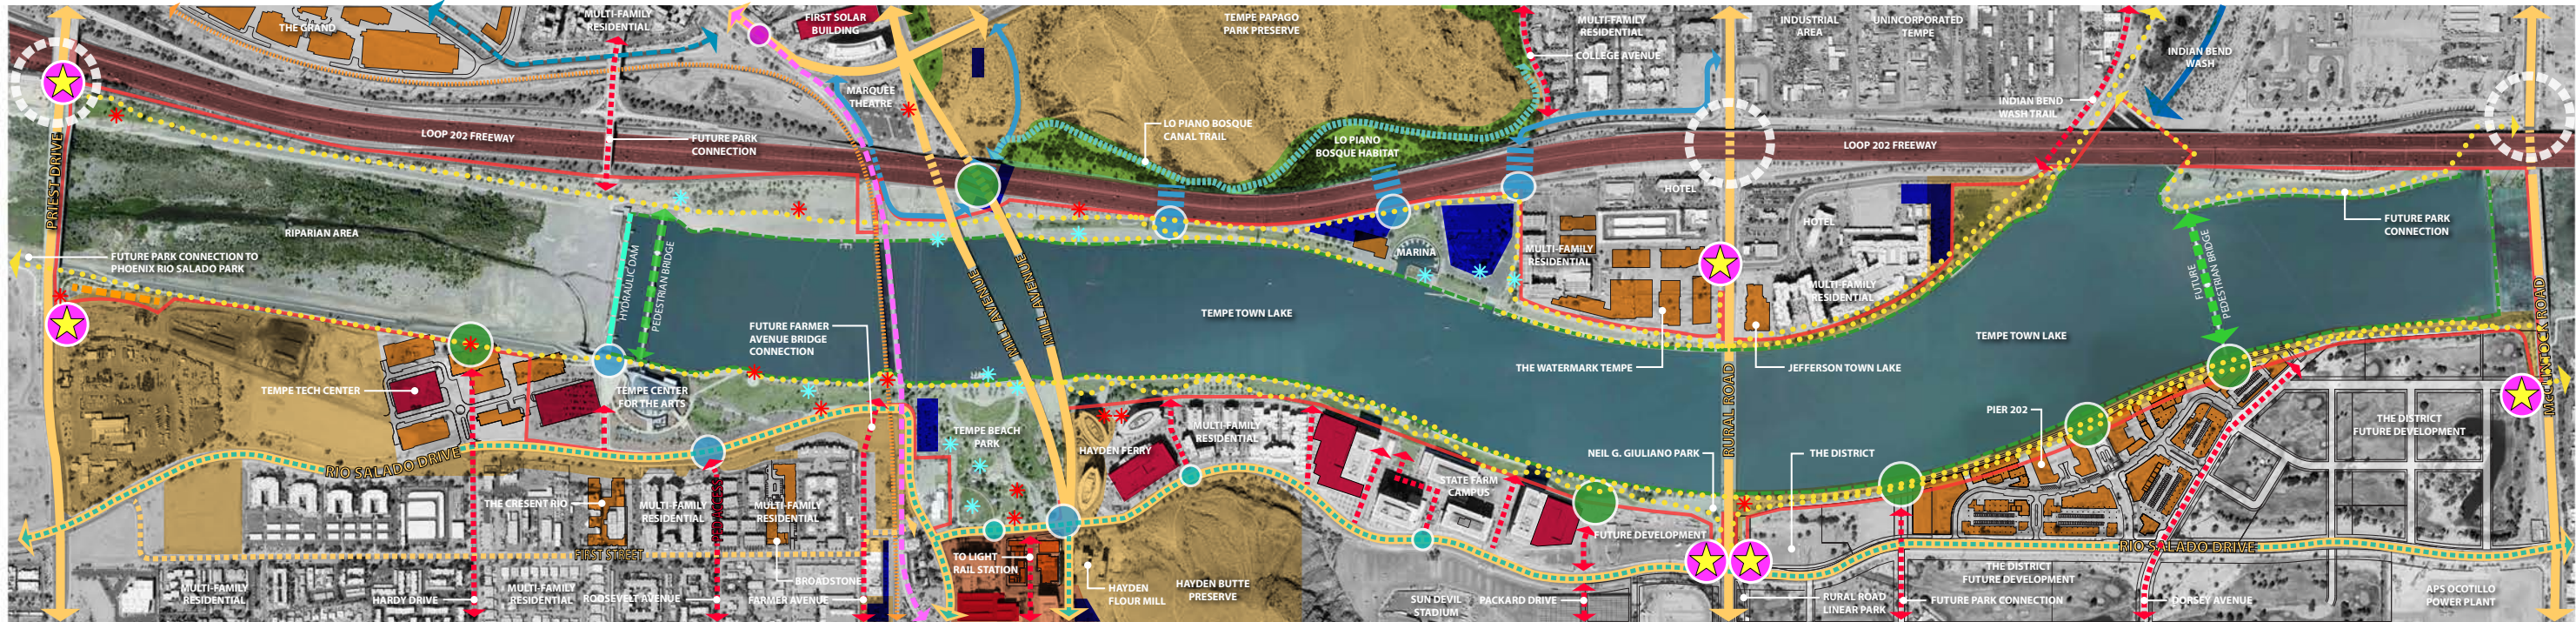 THE GRAND
MULTI-FAMILY
RESIDENTIAL
FIRST SOLAR
BUILDING
TEMPE PAPAGO
PARK PRESERVE
MULTI-FAMILY
RESIDENTIAL
COLLEGE AVENUE
INDUSTRIAL
AREA
UNINCORPORATED
TEMPE
INDIAN BEND
WASH
MARQUEE
THEATRE
INDIAN BEND
WASH TRAIL
LOOP 202 FREEWAY
FUTURE PARK
CONNECTION
LO PIANO BOSQUE
CANAL TRAIL
LO PIANO
BOSQUE HABITAT
LOOP 202 FREEWAY
PRIEST DRIVE
RIPARIAN AREA
HOTEL
HOTEL
FUTURE PARK
CONNECTION
FUTURE PARK CONNECTION TO
PHOENIX RIO SALADO PARK
HYDRAULIC DAM
PEDESTRIAN BRIDGE
MILL AVENUE
MILL AVENUE
MARINA
MULTI-FAMILY
RESIDENTIAL
MULTI-FAMILY
RESIDENTIAL
FUTURE
PEDESTRIAN BRIDGE
McCLINTOCK ROAD
TEMPE TOWN LAKE
FUTURE FARMER
AVENUE BRIDGE
CONNECTION
TEMPE TOWN LAKE
THE WATERMARK TEMPE
JEFFERSON TOWN LAKE
TEMPE TECH CENTER
TEMPE CENTER
FOR THE ARTS
RURAL ROAD
PIER 202
THE DISTRICT
FUTURE DEVELOPMENT
TEMPE BEACH
PARK
MULTI-FAMILY
RESIDENTIAL
HAYDEN FERRY
NEIL G. GIULIANO PARK
THE DISTRICT
RIO SALADO DRIVE
STATE FARM
CAMPUS
THE CRESENT RIO
MULTI-FAMILY
RESIDENTIAL
PED ACCESS
MULTI-FAMILY
RESIDENTIAL
FUTURE DEVELOPMENT
RIO SALADO DRIVE
FIRST STREET
TO LIGHT
RAIL STATION
THE DISTRICT
FUTURE DEVELOPMENT
BROADSTONE
MULTI-FAMILY
RESIDENTIAL
HARDY DRIVE
MULTI-FAMILY
RESIDENTIAL
ROOSEVELT AVENUE
FARMER AVENUE
HAYDEN
FLOUR MILL
HAYDEN BUTTE
PRESERVE
SUN DEVIL
STADIUM
PACKARD DRIVE
RURAL ROAD
LINEAR PARK
FUTURE PARK CONNECTION
DORSEY AVENUE
APS OCOTILLO
POWER PLANT